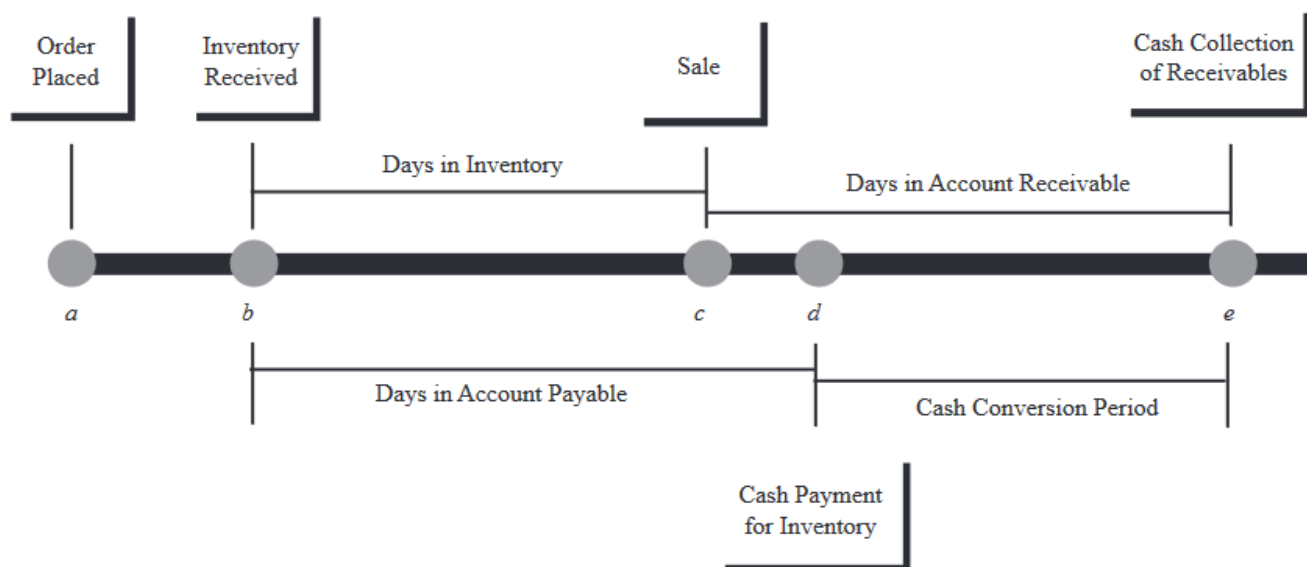 Order
Placed
Inventory
Received
Sale
Cash Collection
of Receivables
Days in Inventory
Days in Account Receivable
a
b
c
d
e
Days in Account Payable
Cash Conversion Period
Cash Payment
for Inventory